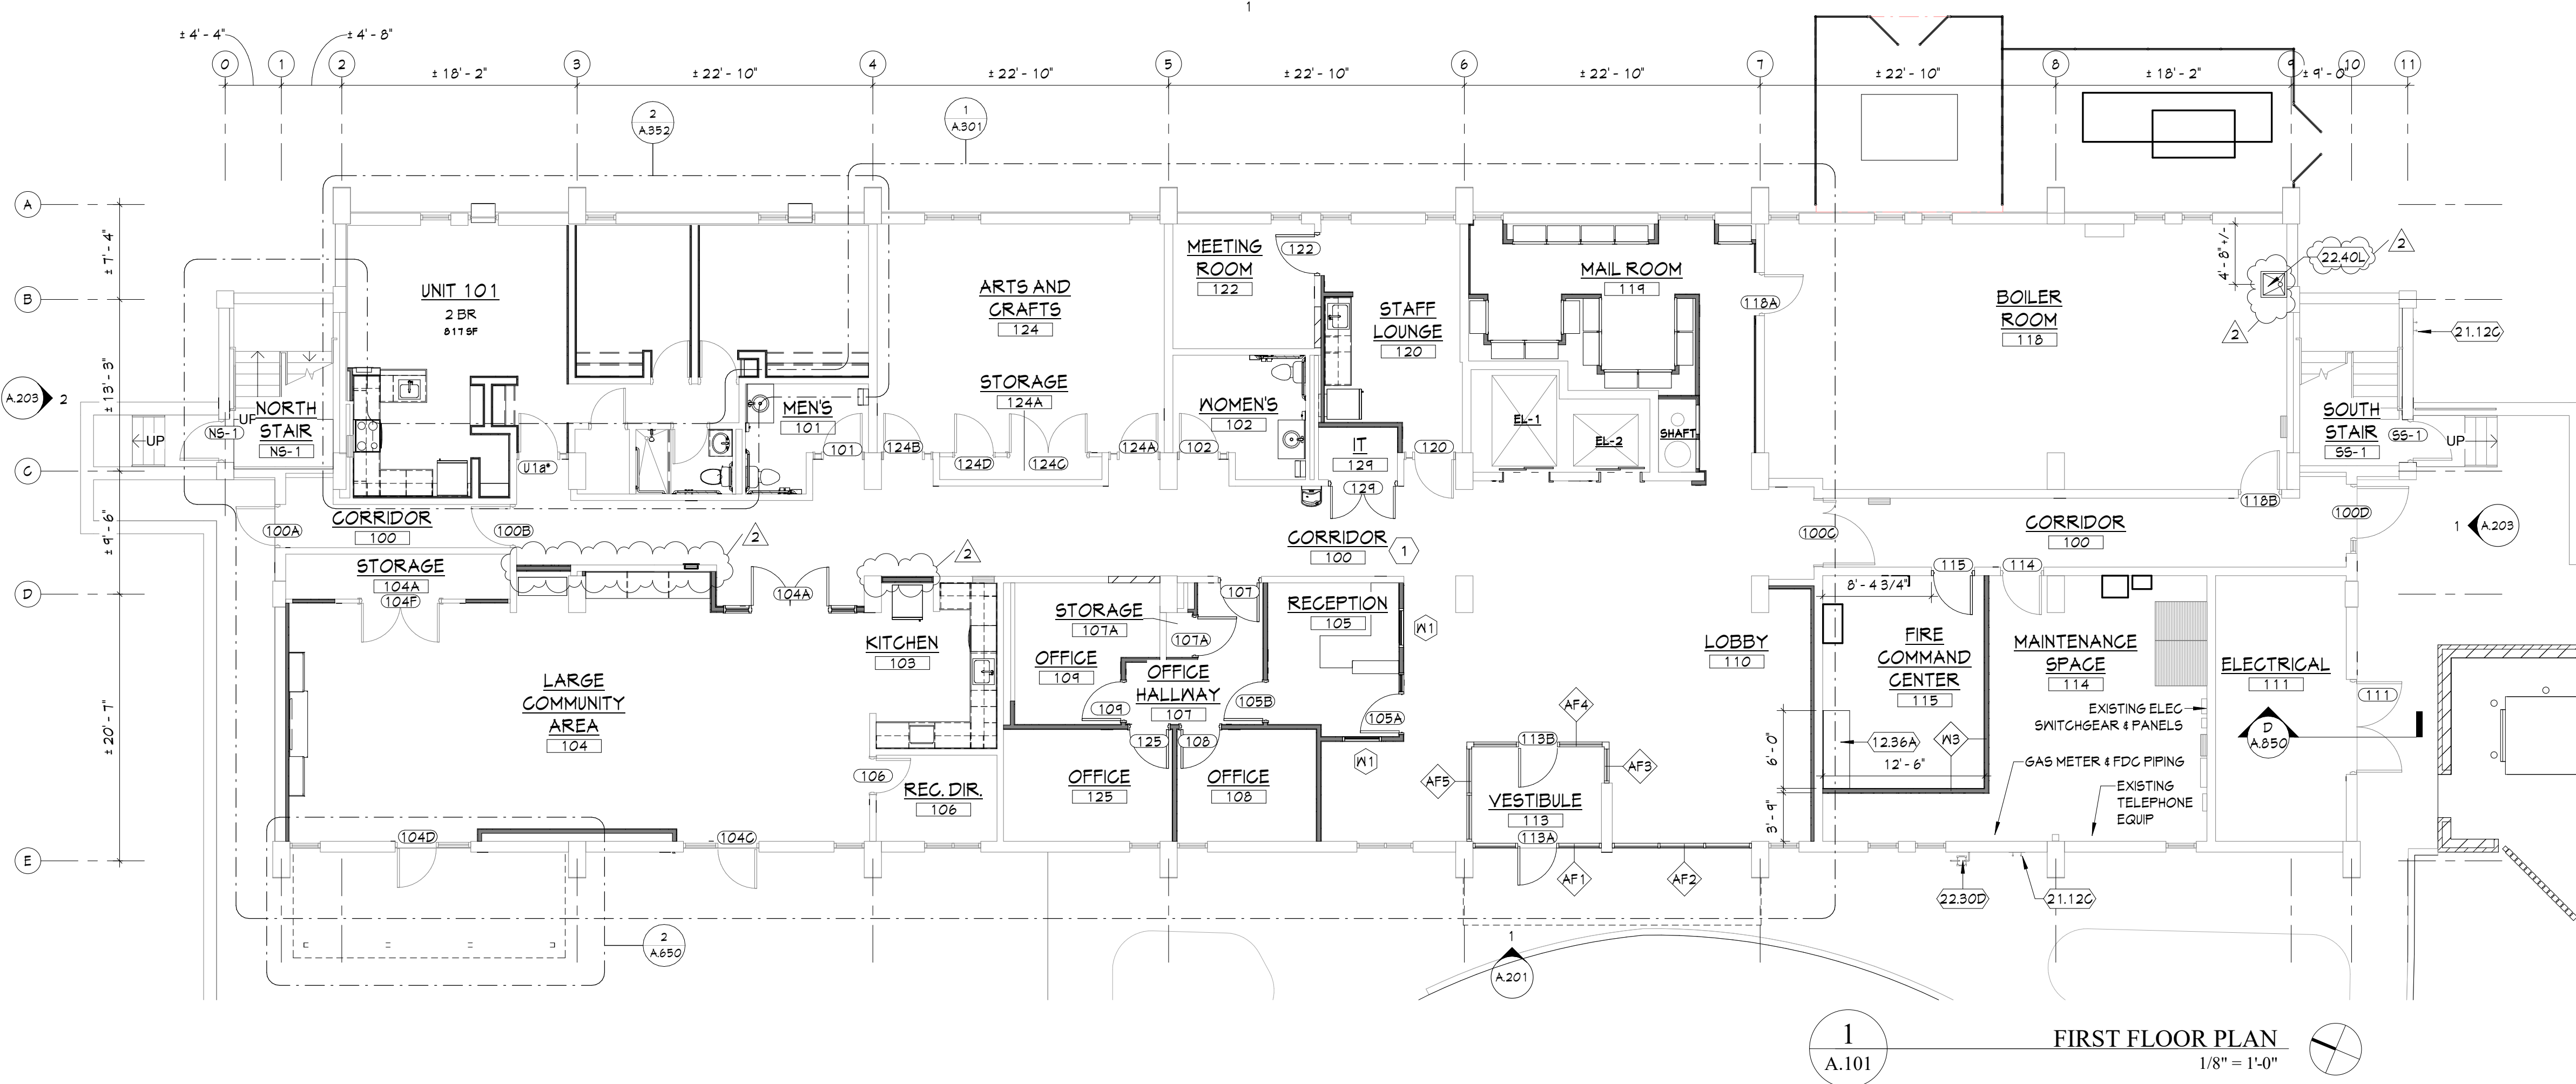 1
± 4' - 4"
± 4' - 8"
0
1
2
3
4
5
6
7
8
9
10
11
± 18' - 2"
± 22' - 10"
± 22' - 10"
± 22' - 10"
± 22' - 10"
± 22' - 10"
± 18' - 2"
± 9' - 0"
2
A.352
1
A.301
A
B
C
D
E
± 7' - 4"
± 13' - 3"
± 9' - 6"
± 20' - 7"
A.203
2
UNIT 101
2 BR
817 SF
ARTS AND
CRAFTS
124
STORAGE
124A
MEETING
ROOM
122
122
STAFF
LOUNGE
120
MAIL ROOM
119
118A
BOILER
ROOM
118
4' - 8" +/-
22.40L
2
2
21.12C
NORTH
STAIR
NS-1
UP
UP
NS-1
MEN'S
101
101
124B
124D
124C
124A
WOMEN'S
102
102
IT
129
129
120
EL-1
EL-2
SHAFT
SOUTH
STAIR
SS-1
SS-1
UP
U1a*
100A
CORRIDOR
100
100B
2
2
CORRIDOR
100
1
100C
CORRIDOR
100
118B
100D
1
A.203
STORAGE
104A
104F
104A
LARGE
COMMUNITY
AREA
104
KITCHEN
103
STORAGE
107A
107
107A
OFFICE
109
109
OFFICE
HALLWAY
107
105B
RECEPTION
105
105A
W1
W1
LOBBY
110
8' - 4 3/4"
115
114
FIRE
COMMAND
CENTER
115
MAINTENANCE
SPACE
114
ELECTRICAL
111
111
EXISTING ELEC
SWITCHGEAR & PANELS
D
A.850
12.36A
W3
12' - 6"
6' - 0"
3' - 9"
GAS METER & FDC PIPING
EXISTING
TELEPHONE
EQUIP
106
REC. DIR.
106
125
108
OFFICE
125
OFFICE
108
113B
AF4
AF3
AF5
VESTIBULE
113
113A
AF1
AF2
104D
104C
22.30D
21.12C
2
A.650
1
A.201
1
A.101
FIRST FLOOR PLAN
1/8" = 1'-0"